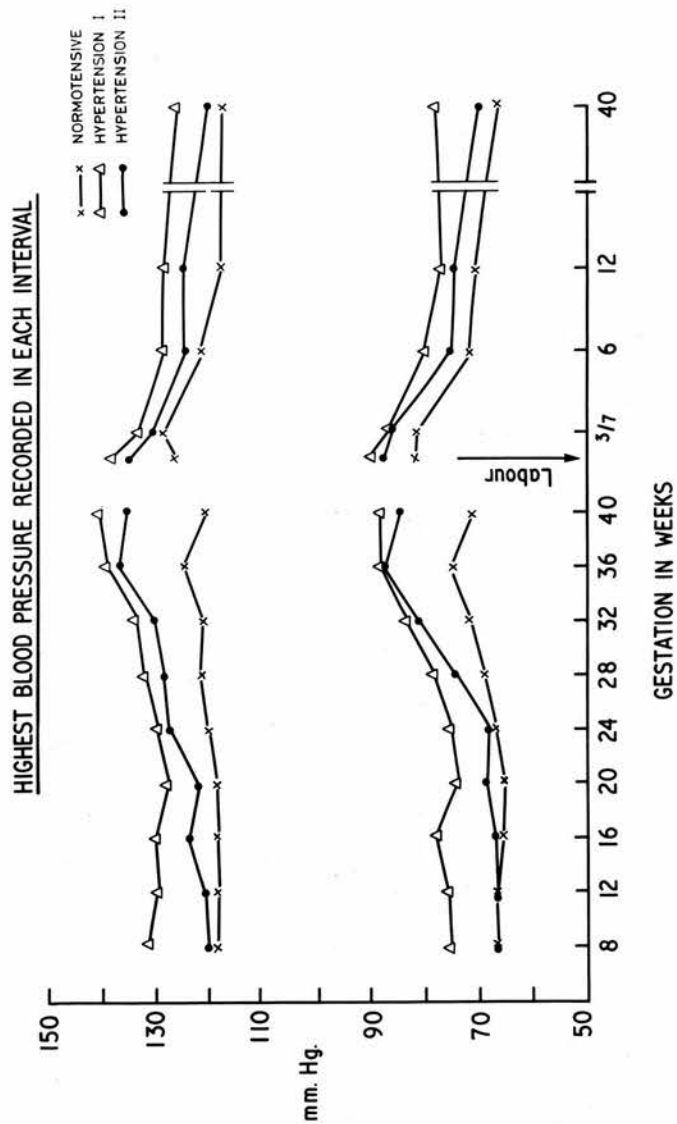 HIGHEST BLOOD PRESSURE RECORDED IN EACH INTERVAL
NORMOTENSIVE
HYPERTENSION I
HYPERTENSION II
150
130
110
mm. Hg.
90
70
50
Labour
8 12 16 20 24 28 32 36 40 3/7 6 12 40
GESTATION IN WEEKS